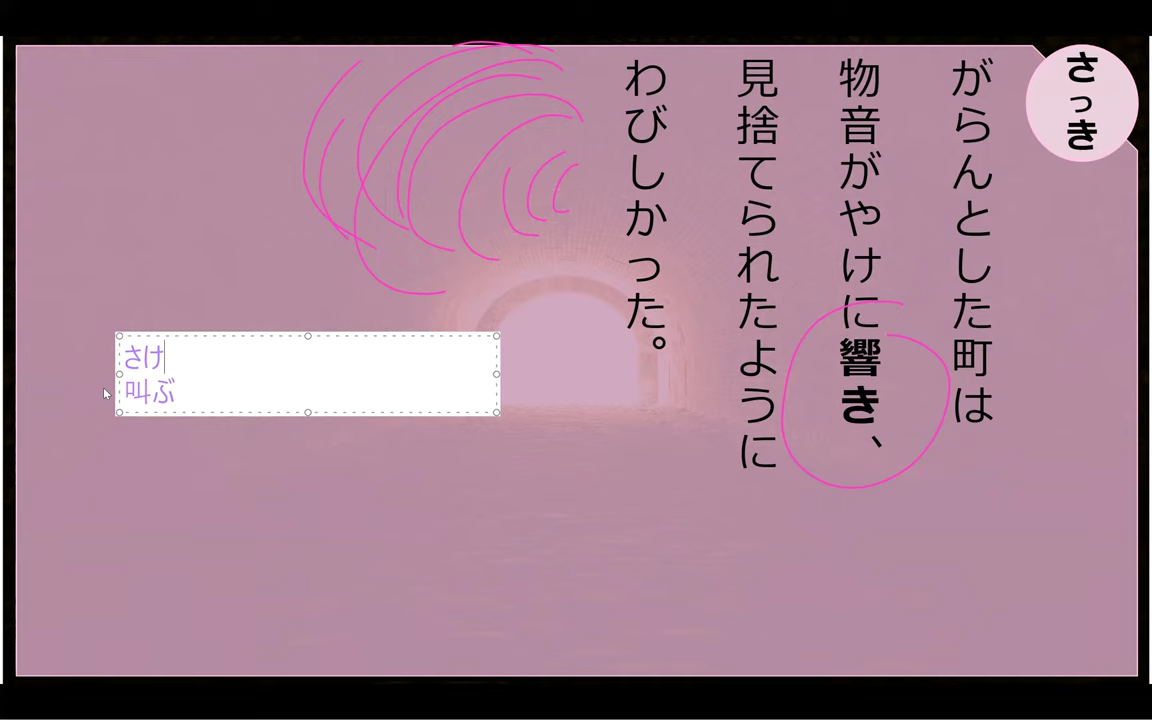 さっき
がらんとした町は
物音がやけに響き、
見捨てられたように
わびしかった。
さけ
叫ぶ